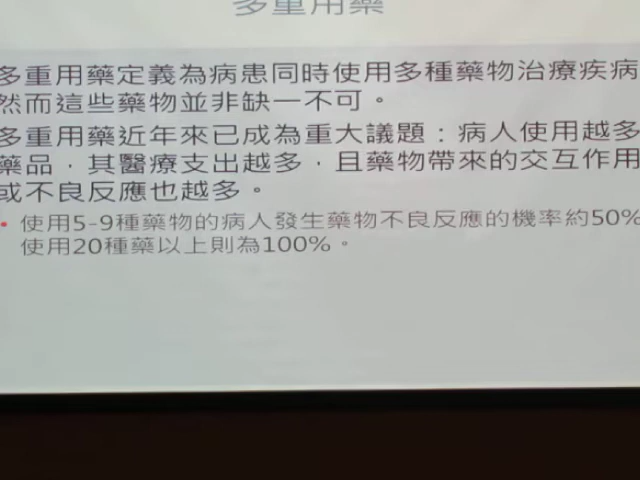 多重用藥
多重用藥定義為病患同時使用多種藥物治療疾病
然而這些藥物並非缺一不可。
多重用藥近年來已成為重大議題：病人使用越多
藥品，其醫療支出越多，且藥物帶來的交互作用
或不良反應也越多。
• 使用5-9種藥物的病人發生藥物不良反應的機率約50%
使用20種藥以上則為100%。